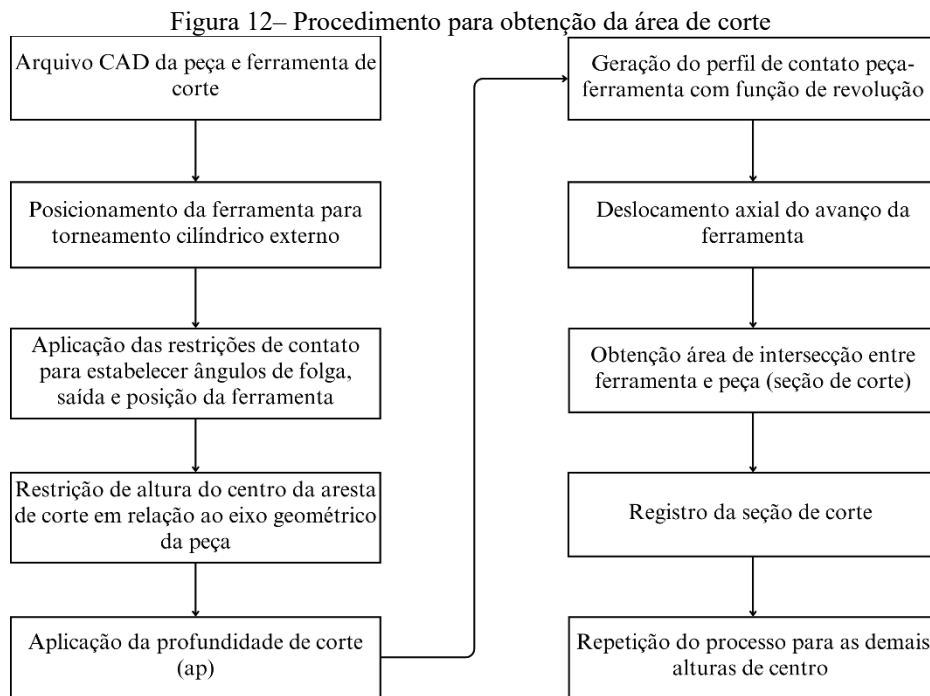 Figura 12– Procedimento para obtenção da área de corte
Arquivo CAD da peça e ferramenta de
corte
Posicionamento da ferramenta para
torneamento cilíndrico externo
Aplicação das restrições de contato
para estabelecer ângulos de folga,
saída e posição da ferramenta
Restrição de altura do centro da aresta
de corte em relação ao eixo geométrico
da peça
Aplicação da profundidade de corte
(ap)
Geração do perfil de contato peça-
ferramenta com função de revolução
Deslocamento axial do avanço da
ferramenta
Obtenção área de intersecção entre
ferramenta e peça (seção de corte)
Registro da seção de corte
Repetição do processo para as demais
alturas de centro